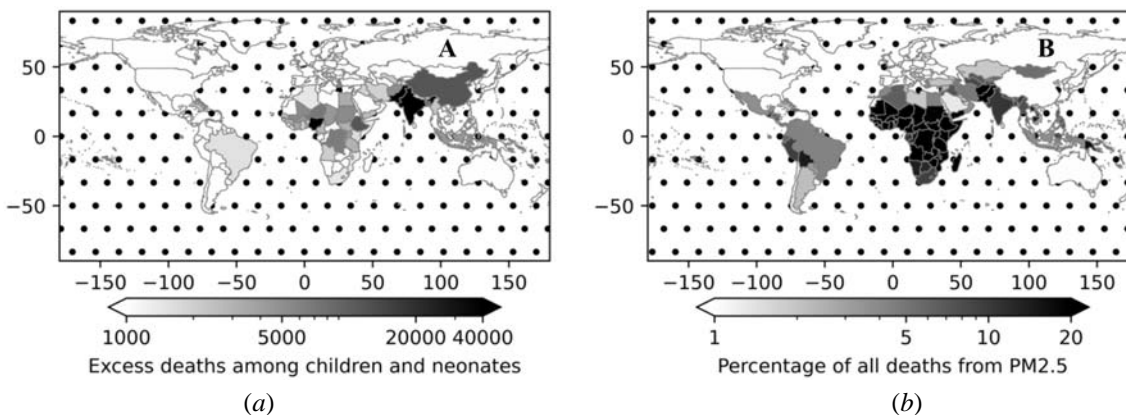 A
B
50
0
−50
50
0
−50
−150 −100 −50 0 50 100 150
−150 −100 −50 0 50 100 150
1000 5000 20000 40000
1 5 10 20
Excess deaths among children and neonates
Percentage of all deaths from PM2.5
(a)
(b)